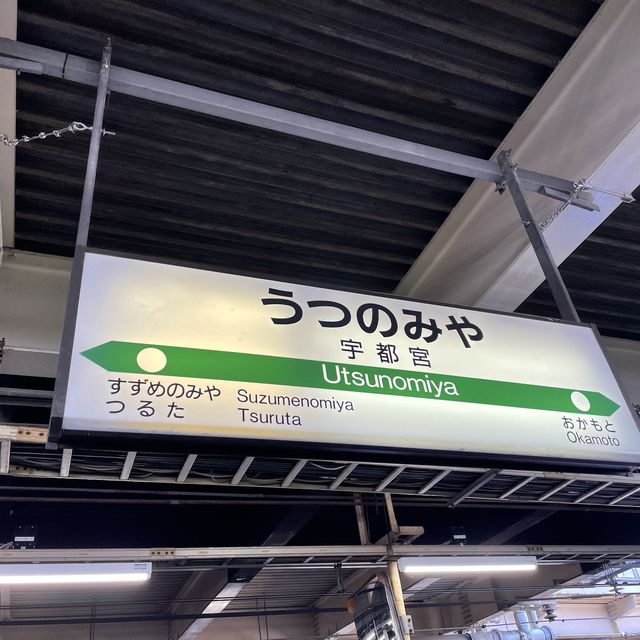 うつのみや
宇都宮
Utsunomiya
すずめのみや Suzumenomiya
つるた Tsuruta
おかもと
Okamoto